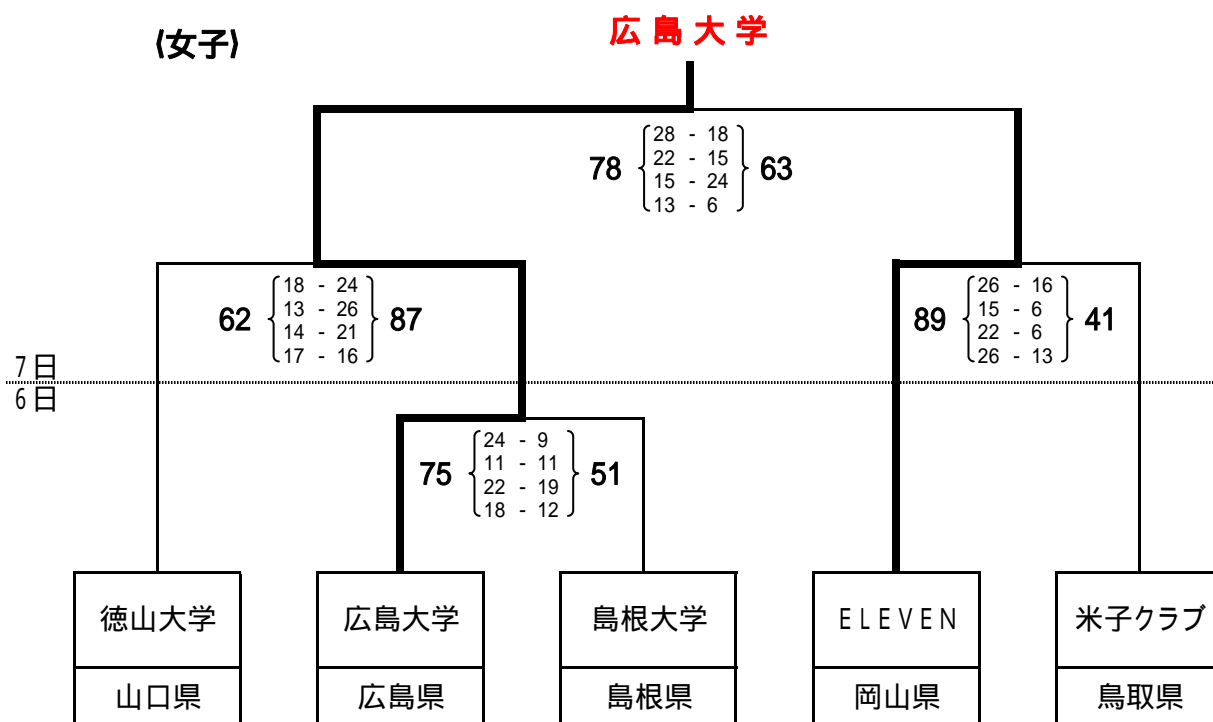 (女子)
広島大学
78
28 - 18
22 - 15
15 - 24
13 - 6
63
62
18 - 24
13 - 26
14 - 21
17 - 16
87
89
26 - 16
15 - 6
22 - 6
26 - 13
41
7日
6日
75
24 - 9
11 - 11
22 - 19
18 - 12
51
徳山大学 広島大学 島根大学 ELEVEN 米子クラブ
山口県 広島県 島根県 岡山県 鳥取県